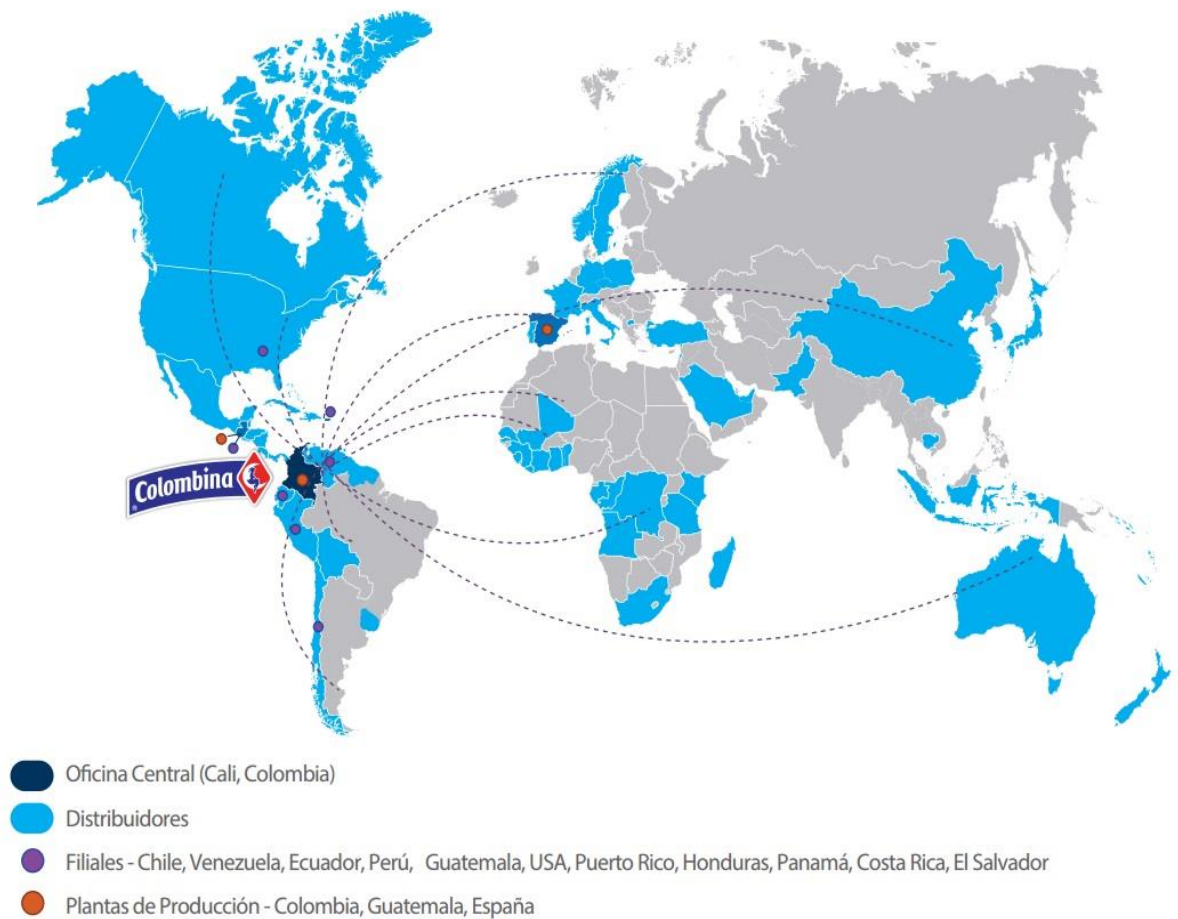 Colombina
Oficina Central (Cali, Colombia)
Distribuidores
Filiales - Chile, Venezuela, Ecuador, Perú, Guatemala, USA, Puerto Rico, Honduras, Panamá, Costa Rica, El Salvador
Plantas de Producción - Colombia, Guatemala, España